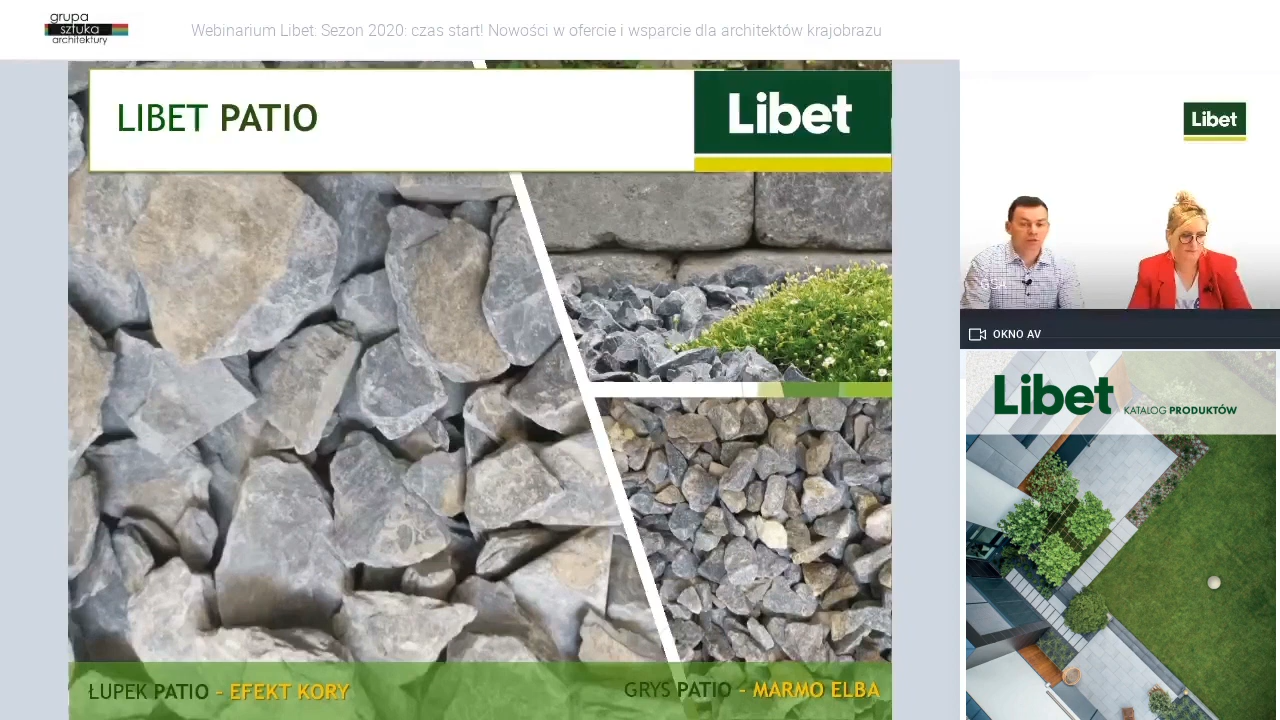 grupa
sztuka
architektury
Webinarium Libet: Sezon 2020: czas start! Nowości w ofercie i wsparcie dla architektów krajobrazu
LIBET PATIO
Libet
Libet
OKNO AV
Libet KATALOG PRODUKTÓW
ŁUPEK PATIO - EFEKT KORY
GRYS PATIO - MARMO ELBA